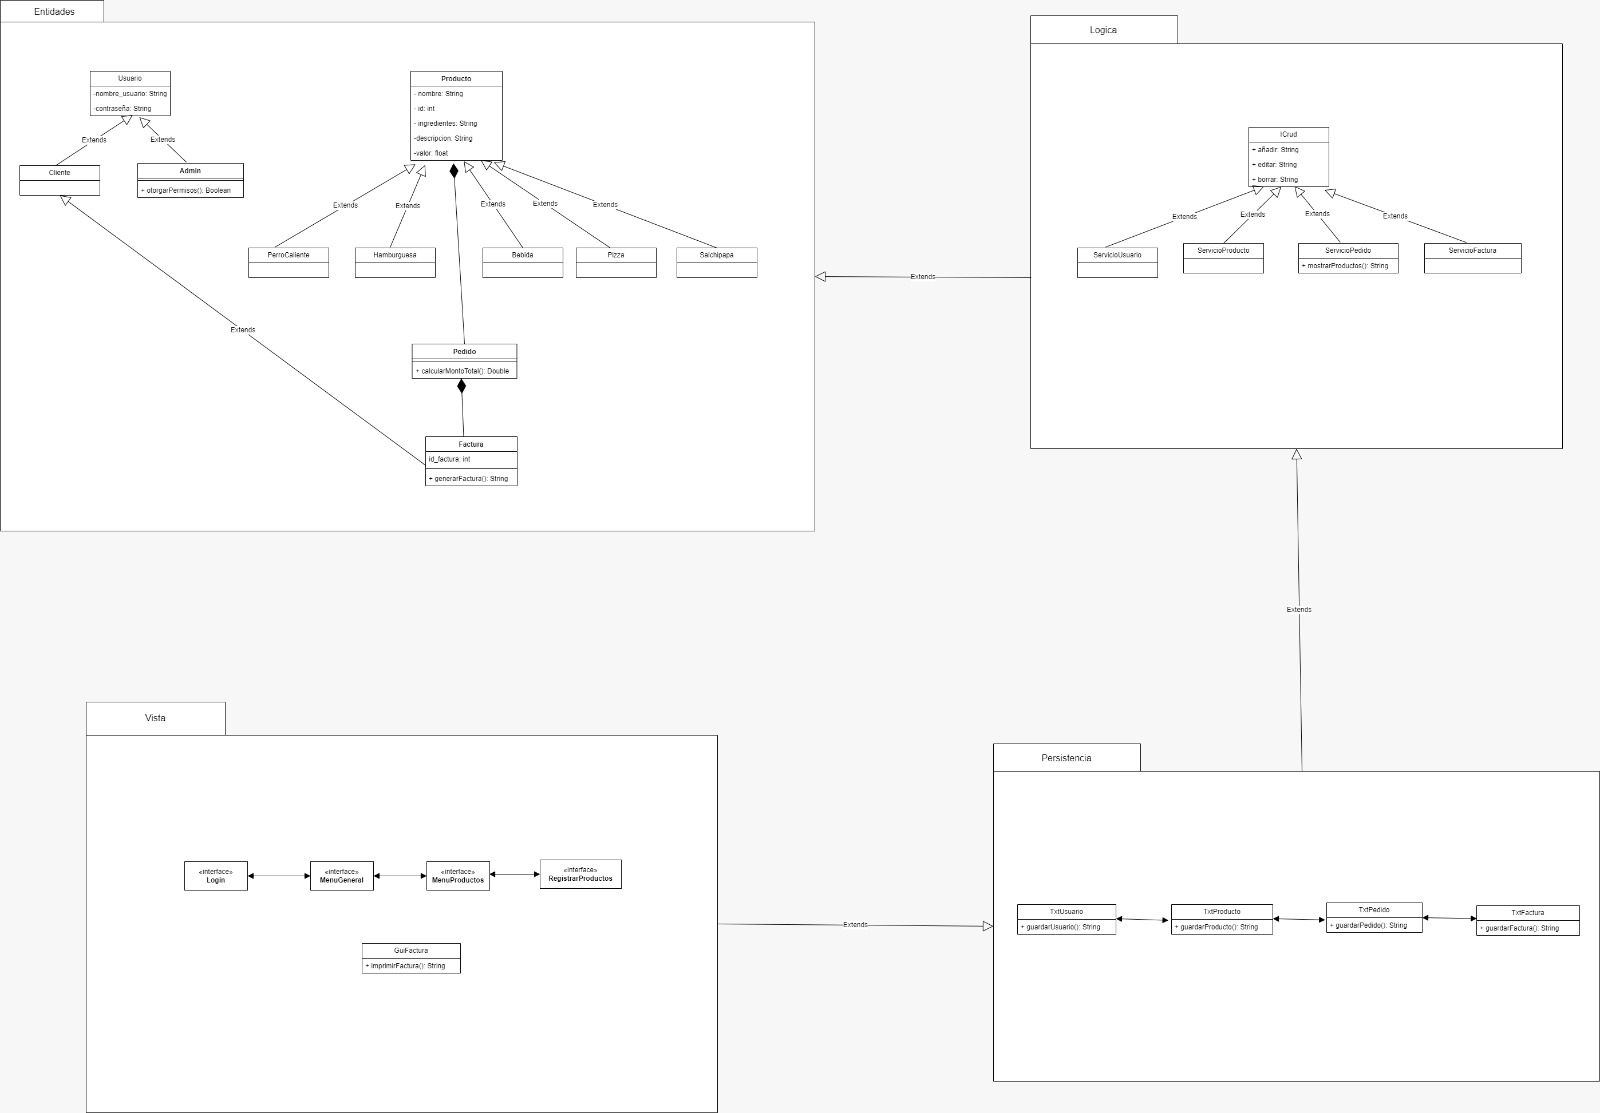 Entidades
Usuario
-nombre_usuario: String
-contraseña: String
Extends
Extends
Cliente
Admin
+ otorgarPermisos(): Boolean
Producto
- nombre: String
- id: int
- ingredientes: String
-descripcion: String
-valor: float
Extends
Extends
Extends
Extends
Extends
PerroCaliente
Hamburguesa
Bebida
Pizza
Salchipapa
Extends
Pedido
+ calcularMontoTotal(): Double
Factura
id_factura: int
+ generarFactura(): String
Extends
Logica
ICrud
+ añadir: String
+ editar: String
+ borrar: String
Extends
Extends
Extends
Extends
ServicioUsuario
ServicioProducto
ServicioPedido
+ mostrarProductos(): String
ServicioFactura
Extends
Vista
«interface»
Login
«interface»
MenuGeneral
«interface»
MenuProductos
«interface»
RegistrarProductos
GuiFactura
+ imprimirFactura(): String
Extends
Persistencia
TxtUsuario
+ guardarUsuario(): String
TxtProducto
+ guardarProducto(): String
TxtPedido
+ guardarPedido(): String
TxtFactura
+ guardarFactura(): String